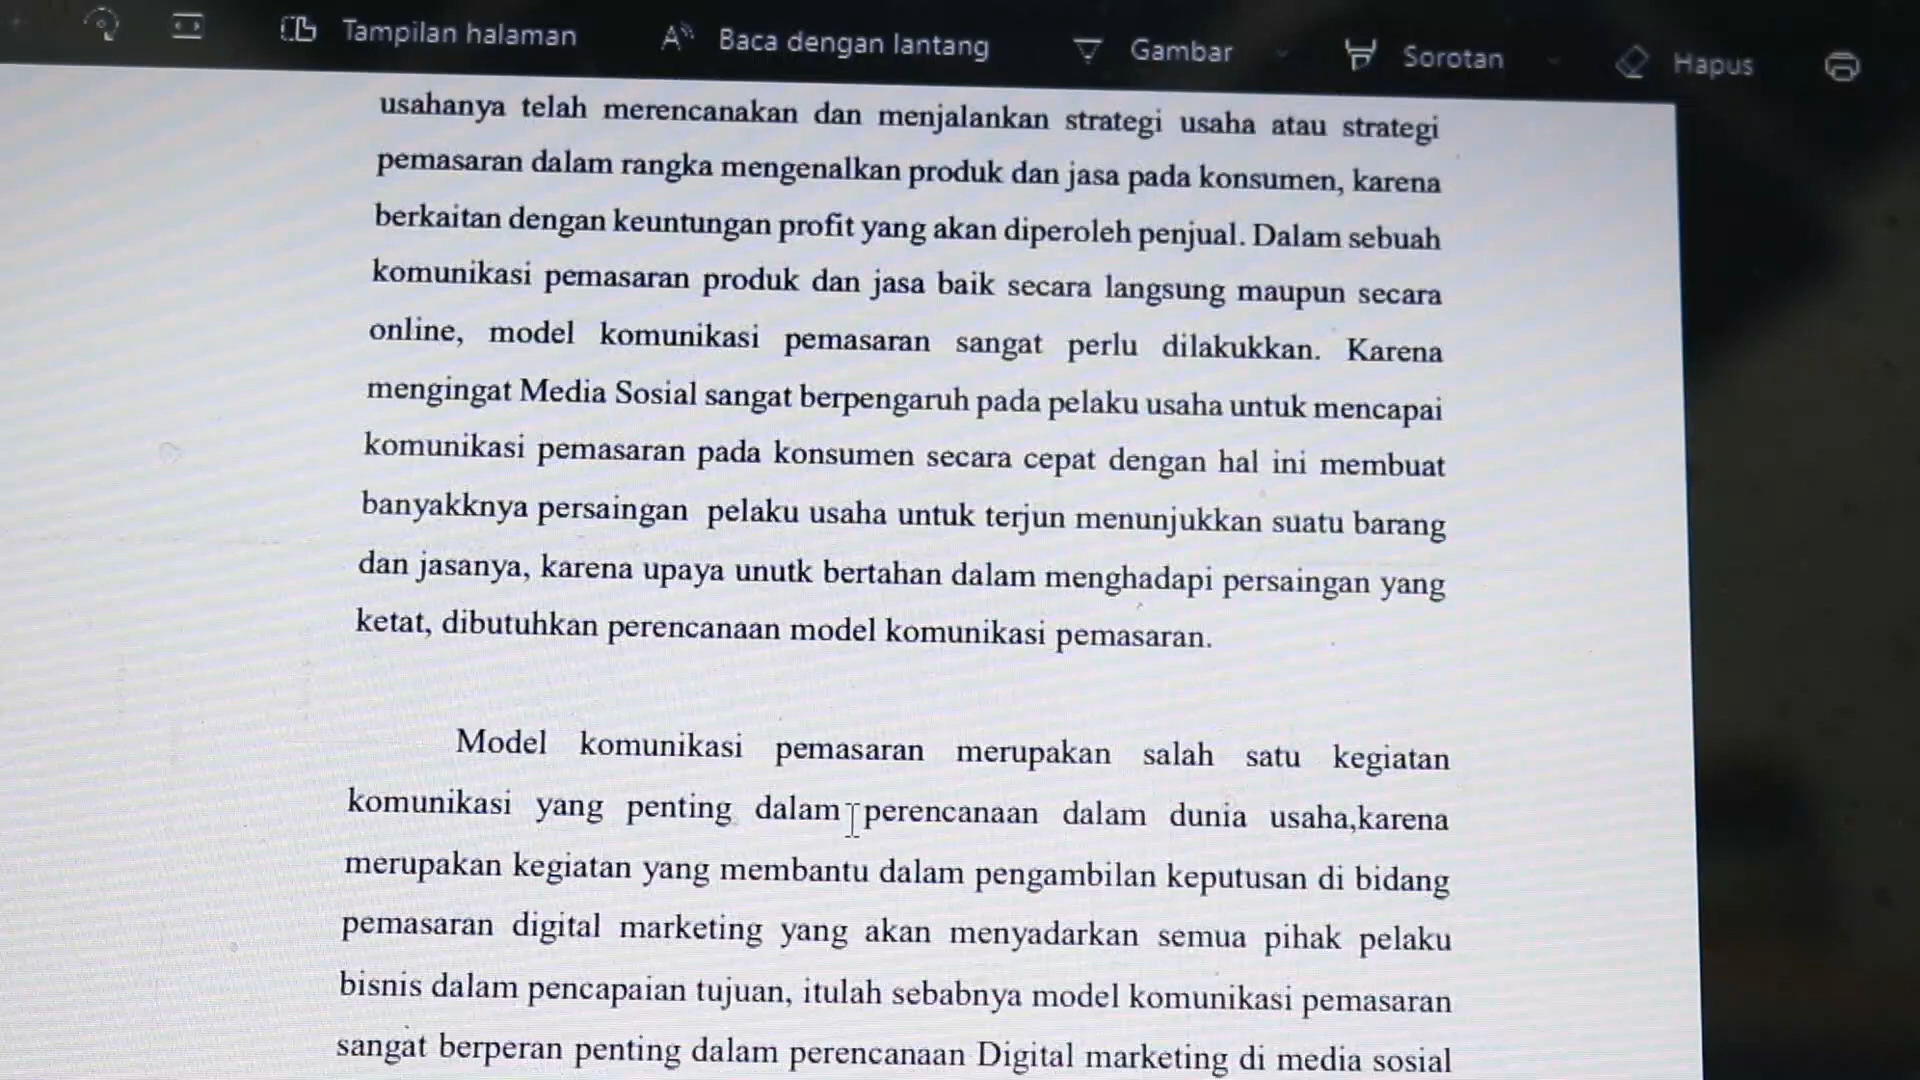 Tampilan halaman Baca dengan lantang Gambar Sorotan Hapus
usahanya telah merencanakan dan menjalankan strategi usaha atau strategi
pemasaran dalam rangka mengenalkan produk dan jasa pada konsumen, karena
berkaitan dengan keuntungan profit yang akan diperoleh penjual. Dalam sebuah
komunikasi pemasaran produk dan jasa baik secara langsung maupun secara
online, model komunikasi pemasaran sangat perlu dilakukkan. Karena
mengingat Media Sosial sangat berpengaruh pada pelaku usaha untuk mencapai
komunikasi pemasaran pada konsumen secara cepat dengan hal ini membuat
banyakknya persaingan pelaku usaha untuk terjun menunjukkan suatu barang
dan jasanya, karena upaya unutk bertahan dalam menghadapi persaingan yang
ketat, dibutuhkan perencanaan model komunikasi pemasaran.
Model komunikasi pemasaran merupakan salah satu kegiatan
komunikasi yang penting dalam perencanaan dalam dunia usaha,karena
merupakan kegiatan yang membantu dalam pengambilan keputusan di bidang
pemasaran digital marketing yang akan menyadarkan semua pihak pelaku
bisnis dalam pencapaian tujuan, itulah sebabnya model komunikasi pemasaran
sangat berperan penting dalam perencanaan Digital marketing di media sosial